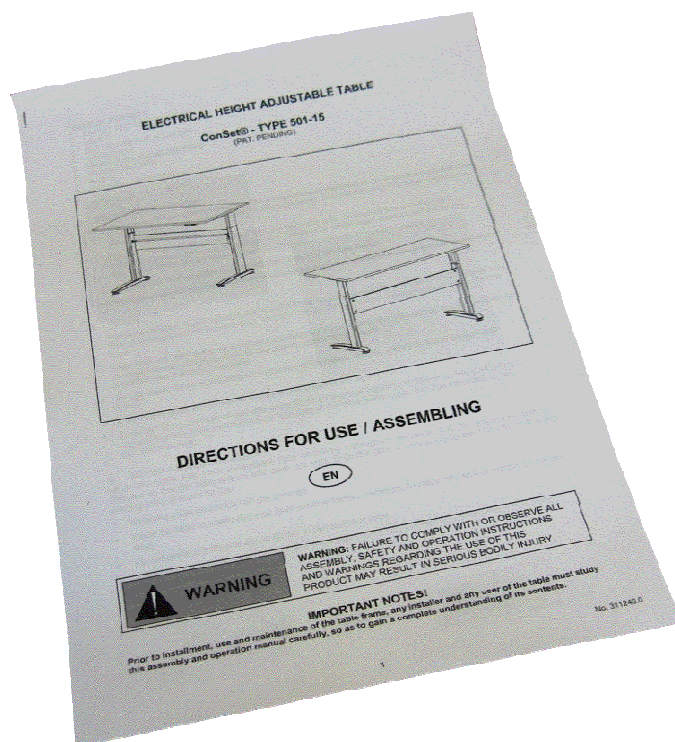 ELECTRICAL HEIGHT ADJUSTABLE TABLE
ConSet® - TYPE 501-15
(PAT. PENDING)
DIRECTIONS FOR USE / ASSEMBLING
EN
WARNING
WARNING: FAILURE TO COMPLY WITH OR OBSERVE ALL
ASSEMBLY, SAFETY AND OPERATION INSTRUCTIONS
AND WARNINGS REGARDING THE USE OF THIS
PRODUCT MAY RESULT IN SERIOUS BODILY INJURY
IMPORTANT NOTES!
Prior to installment, use and maintenance of the table frame, any installer and any user of the table must study
this assembly and operation manual carefully, so as to gain a complete understanding of its contents.
No.
1